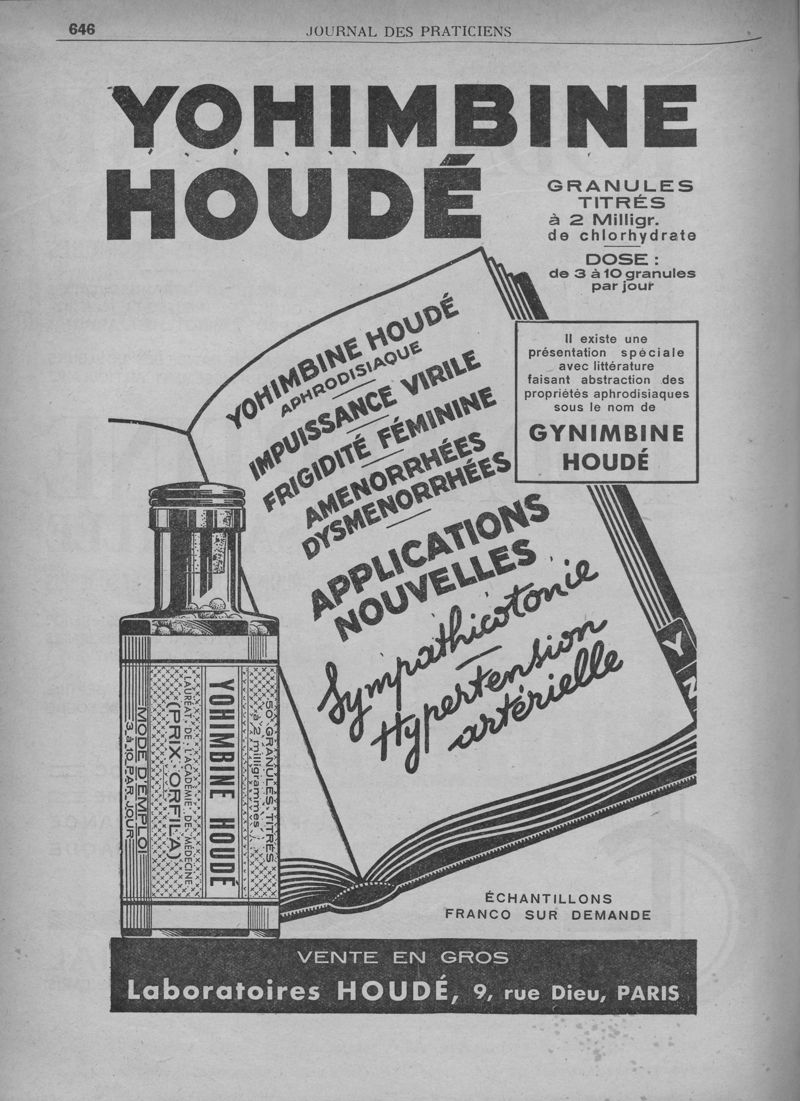 646
JOURNAL DES PRATICIENS
YOHIMBINE
HOUDÉ
GRANULES
TITRÉS
à 2 Milligr.
de chlorhydrate
DOSE :
de 3 à 10 granules
par jour
Il existe une
présentation spéciale
avec littérature
faisant abstraction des
propriétés aphrodisiaques
sous le nom de
GYNIMBINE
HOUDÉ
YOHIMBINE HOUDÉ
APHRODISIAQUE
IMPUISSANCE VIRILE
FRIGIDITÉ FÉMININE
AMENORRHÉES
DYSMENORRHÉES
APPLICATIONS
NOUVELLES
Sympathicotonie
Hypertension
artérielle
Y
N
50 GRANULES TITRÉS
à 2 milligrammes
YOHIMBINE HOUDÉ
LAURÉAT DE L'ACADÉMIE DE MÉDECINE
(PRIX ORFILA)
MODE D'EMPLOI
3 à 10 PAR JOUR
ÉCHANTILLONS
FRANCO SUR DEMANDE
VENTE EN GROS
Laboratoires HOUDÉ, 9, rue Dieu, PARIS